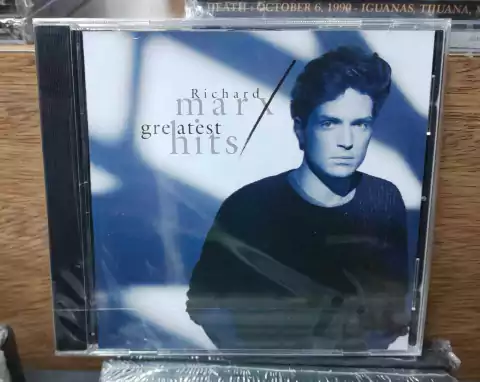 DEATH - OCTOBER 6, 1990 - IGUANAS, TIJUANA,
Richard
marx
greatest
hits